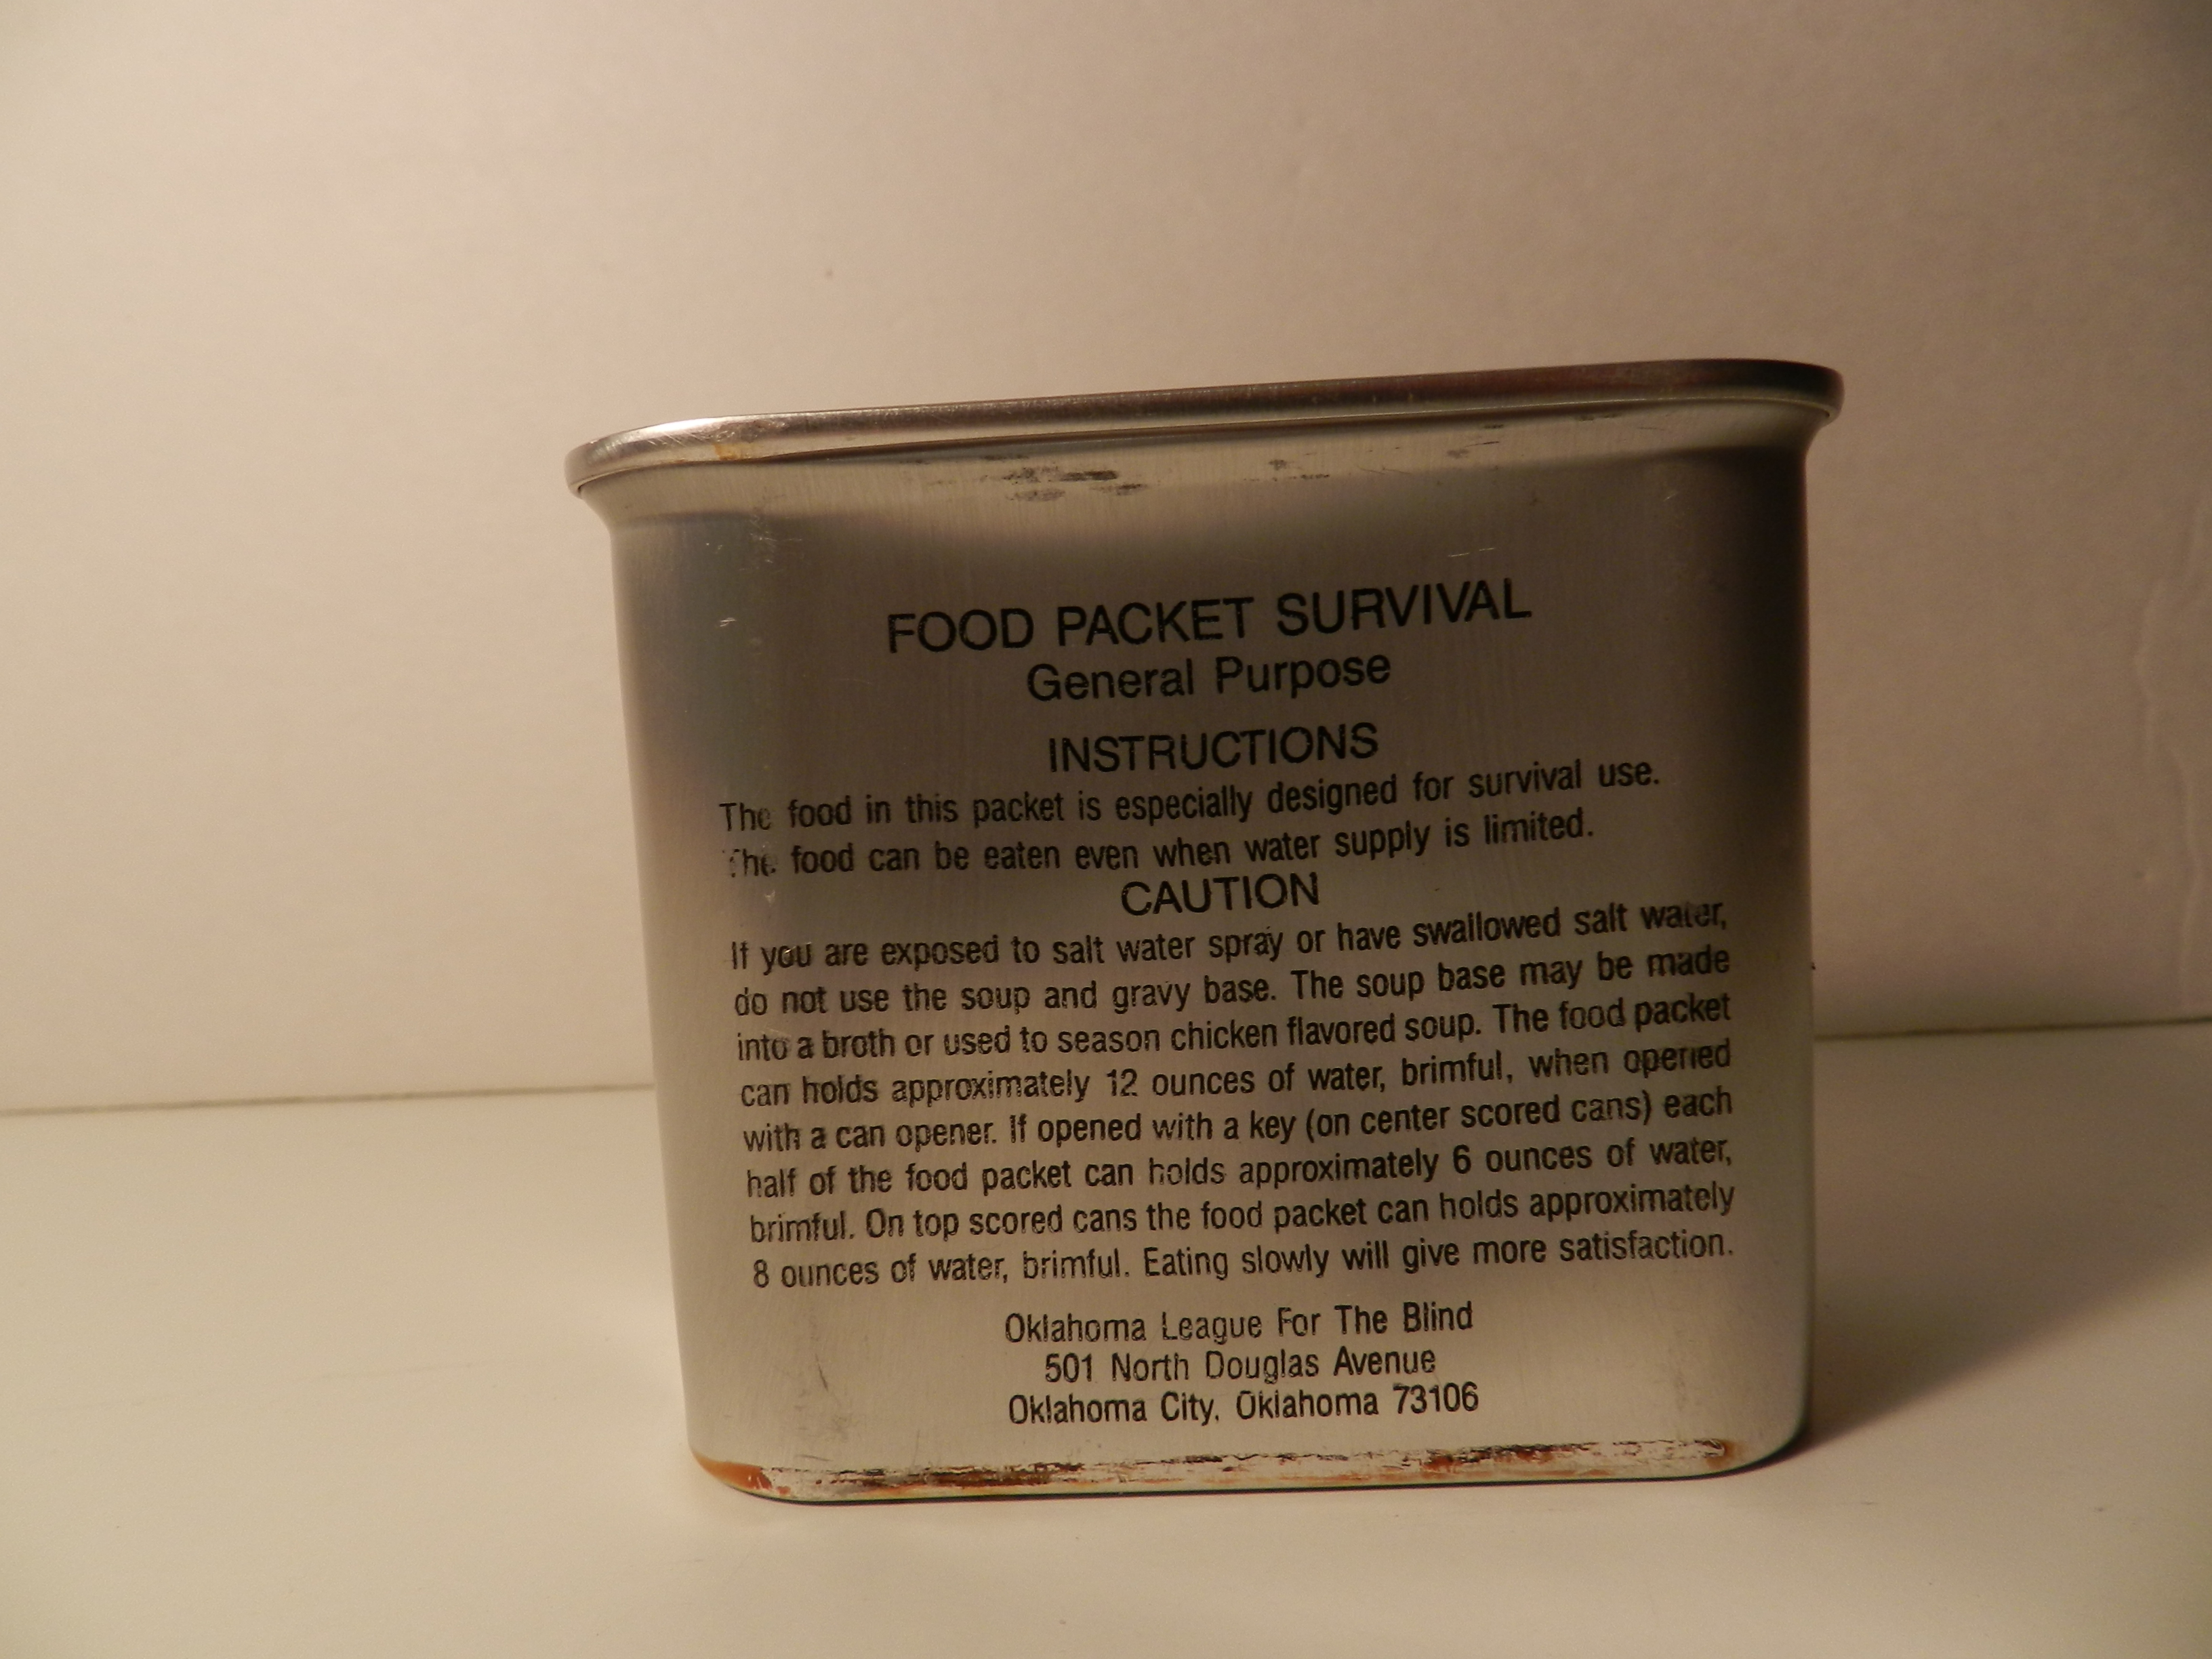 FOOD PACKET SURVIVAL
General Purpose
INSTRUCTIONS
The food in this packet is especially designed for survival use.
The food can be eaten even when water supply is limited.
CAUTION
If you are exposed to salt water spray or have swallowed salt water,
do not use the soup and gravy base. The soup base may be made
into a broth or used to season chicken flavored soup. The food packet
can holds approximately 12 ounces of water, brimful, when opened
with a can opener. If opened with a key (on center scored cans) each
half of the food packet can holds approximately 6 ounces of water,
brimful. On top scored cans the food packet can holds approximately
8 ounces of water, brimful. Eating slowly will give more satisfaction.
Oklahoma League For The Blind
501 North Douglas Avenue
Oklahoma City, Oklahoma 73106